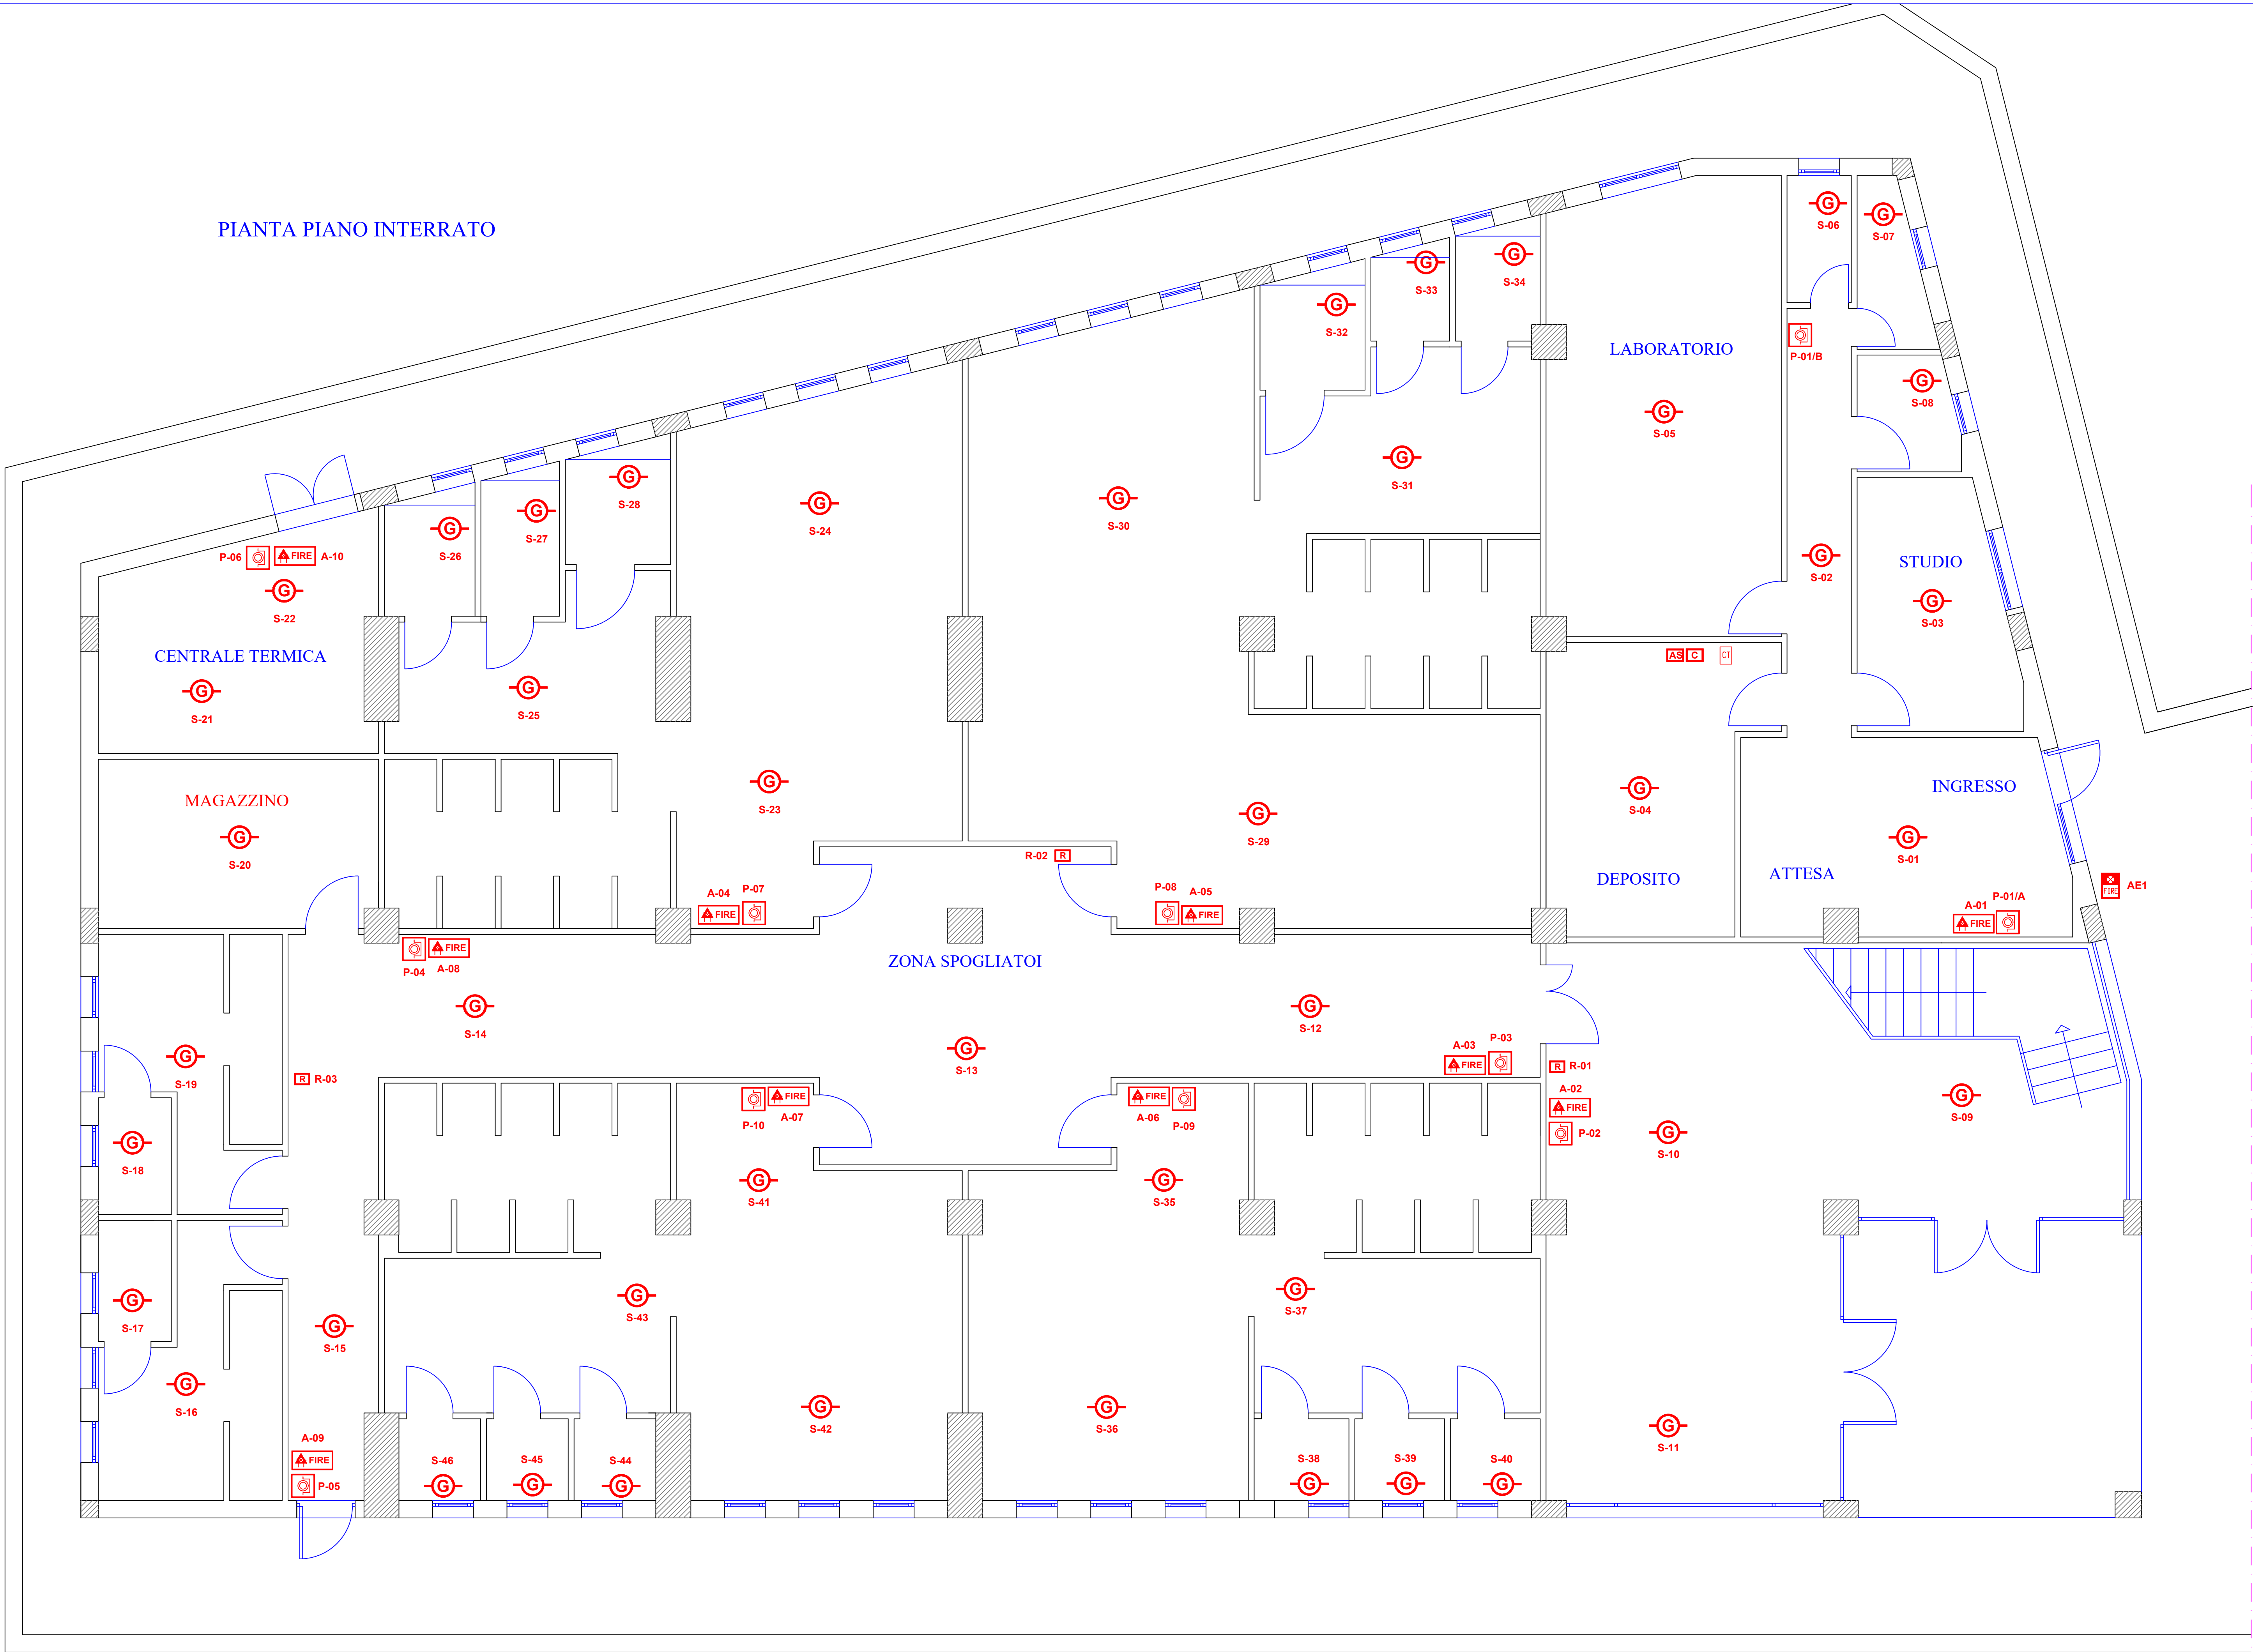 PIANTA PIANO INTERRATO
G
S-06
G
S-07
G
S-34
G
S-33
G
S-32
P-01/B
LABORATORIO
G
S-05
G
S-08
G
S-31
G
S-28
G
S-24
G
S-30
G
S-27
G
S-26
P-06
FIRE
A-10
G
S-22
G
S-02
STUDIO
G
S-03
CENTRALE TERMICA
G
S-21
G
S-25
AS
C
CT
G
S-23
MAGAZZINO
G
S-20
G
S-29
G
S-04
INGRESSO
G
S-01
R-02
R
DEPOSITO
ATTESA
AE1
FIRE
A-04
P-07
FIRE
P-08
A-05
FIRE
A-01
P-01/A
FIRE
P-04
FIRE
A-08
ZONA SPOGLIATOI
G
S-14
G
S-12
G
S-13
G
S-19
R
R-03
A-03
P-03
FIRE
R
R-01
A-02
FIRE
P-02
G
S-09
P-10
FIRE
A-07
FIRE
A-06
P-09
G
S-18
G
S-10
G
S-41
G
S-35
G
S-17
G
S-43
G
S-37
G
S-15
G
S-16
G
S-42
G
S-36
G
S-11
A-09
FIRE
P-05
S-46
G
S-45
G
S-44
G
S-38
G
S-39
G
S-40
G